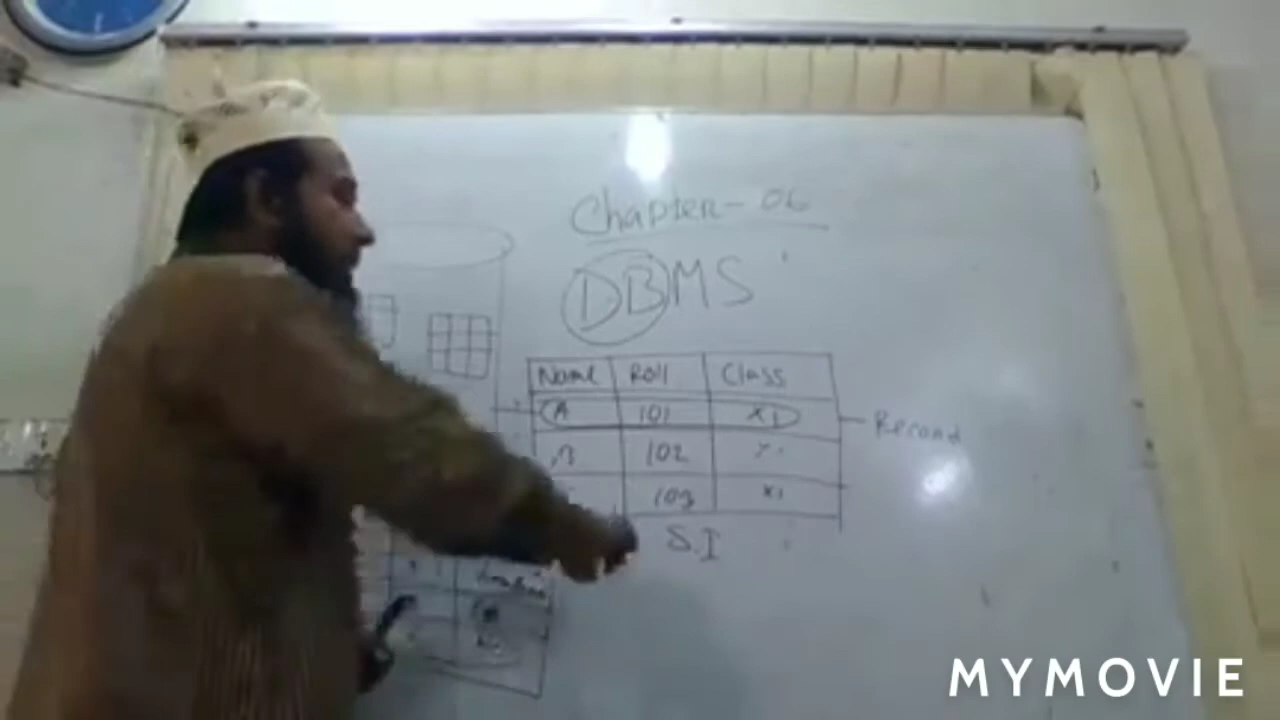 Chapter-06
DBMS
Name Roll Class
A 101 XI
B 102
103 XI
Record
S.I
MYMOVIE